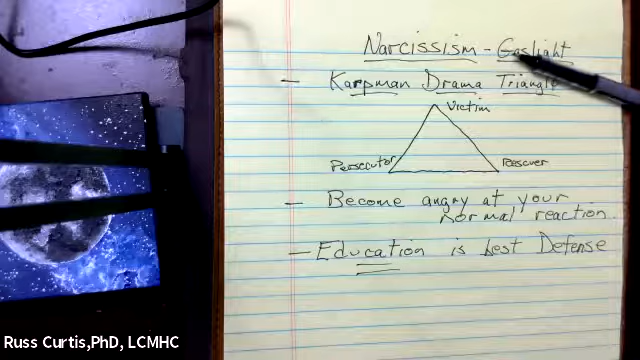 Narcissism - Gaslight
- Karpman Drama Triangle
Victim
Persecutor
Rescuer
- Become angry at your
normal reaction
- Education is best Defense
Russ Curtis,PhD, LCMHC